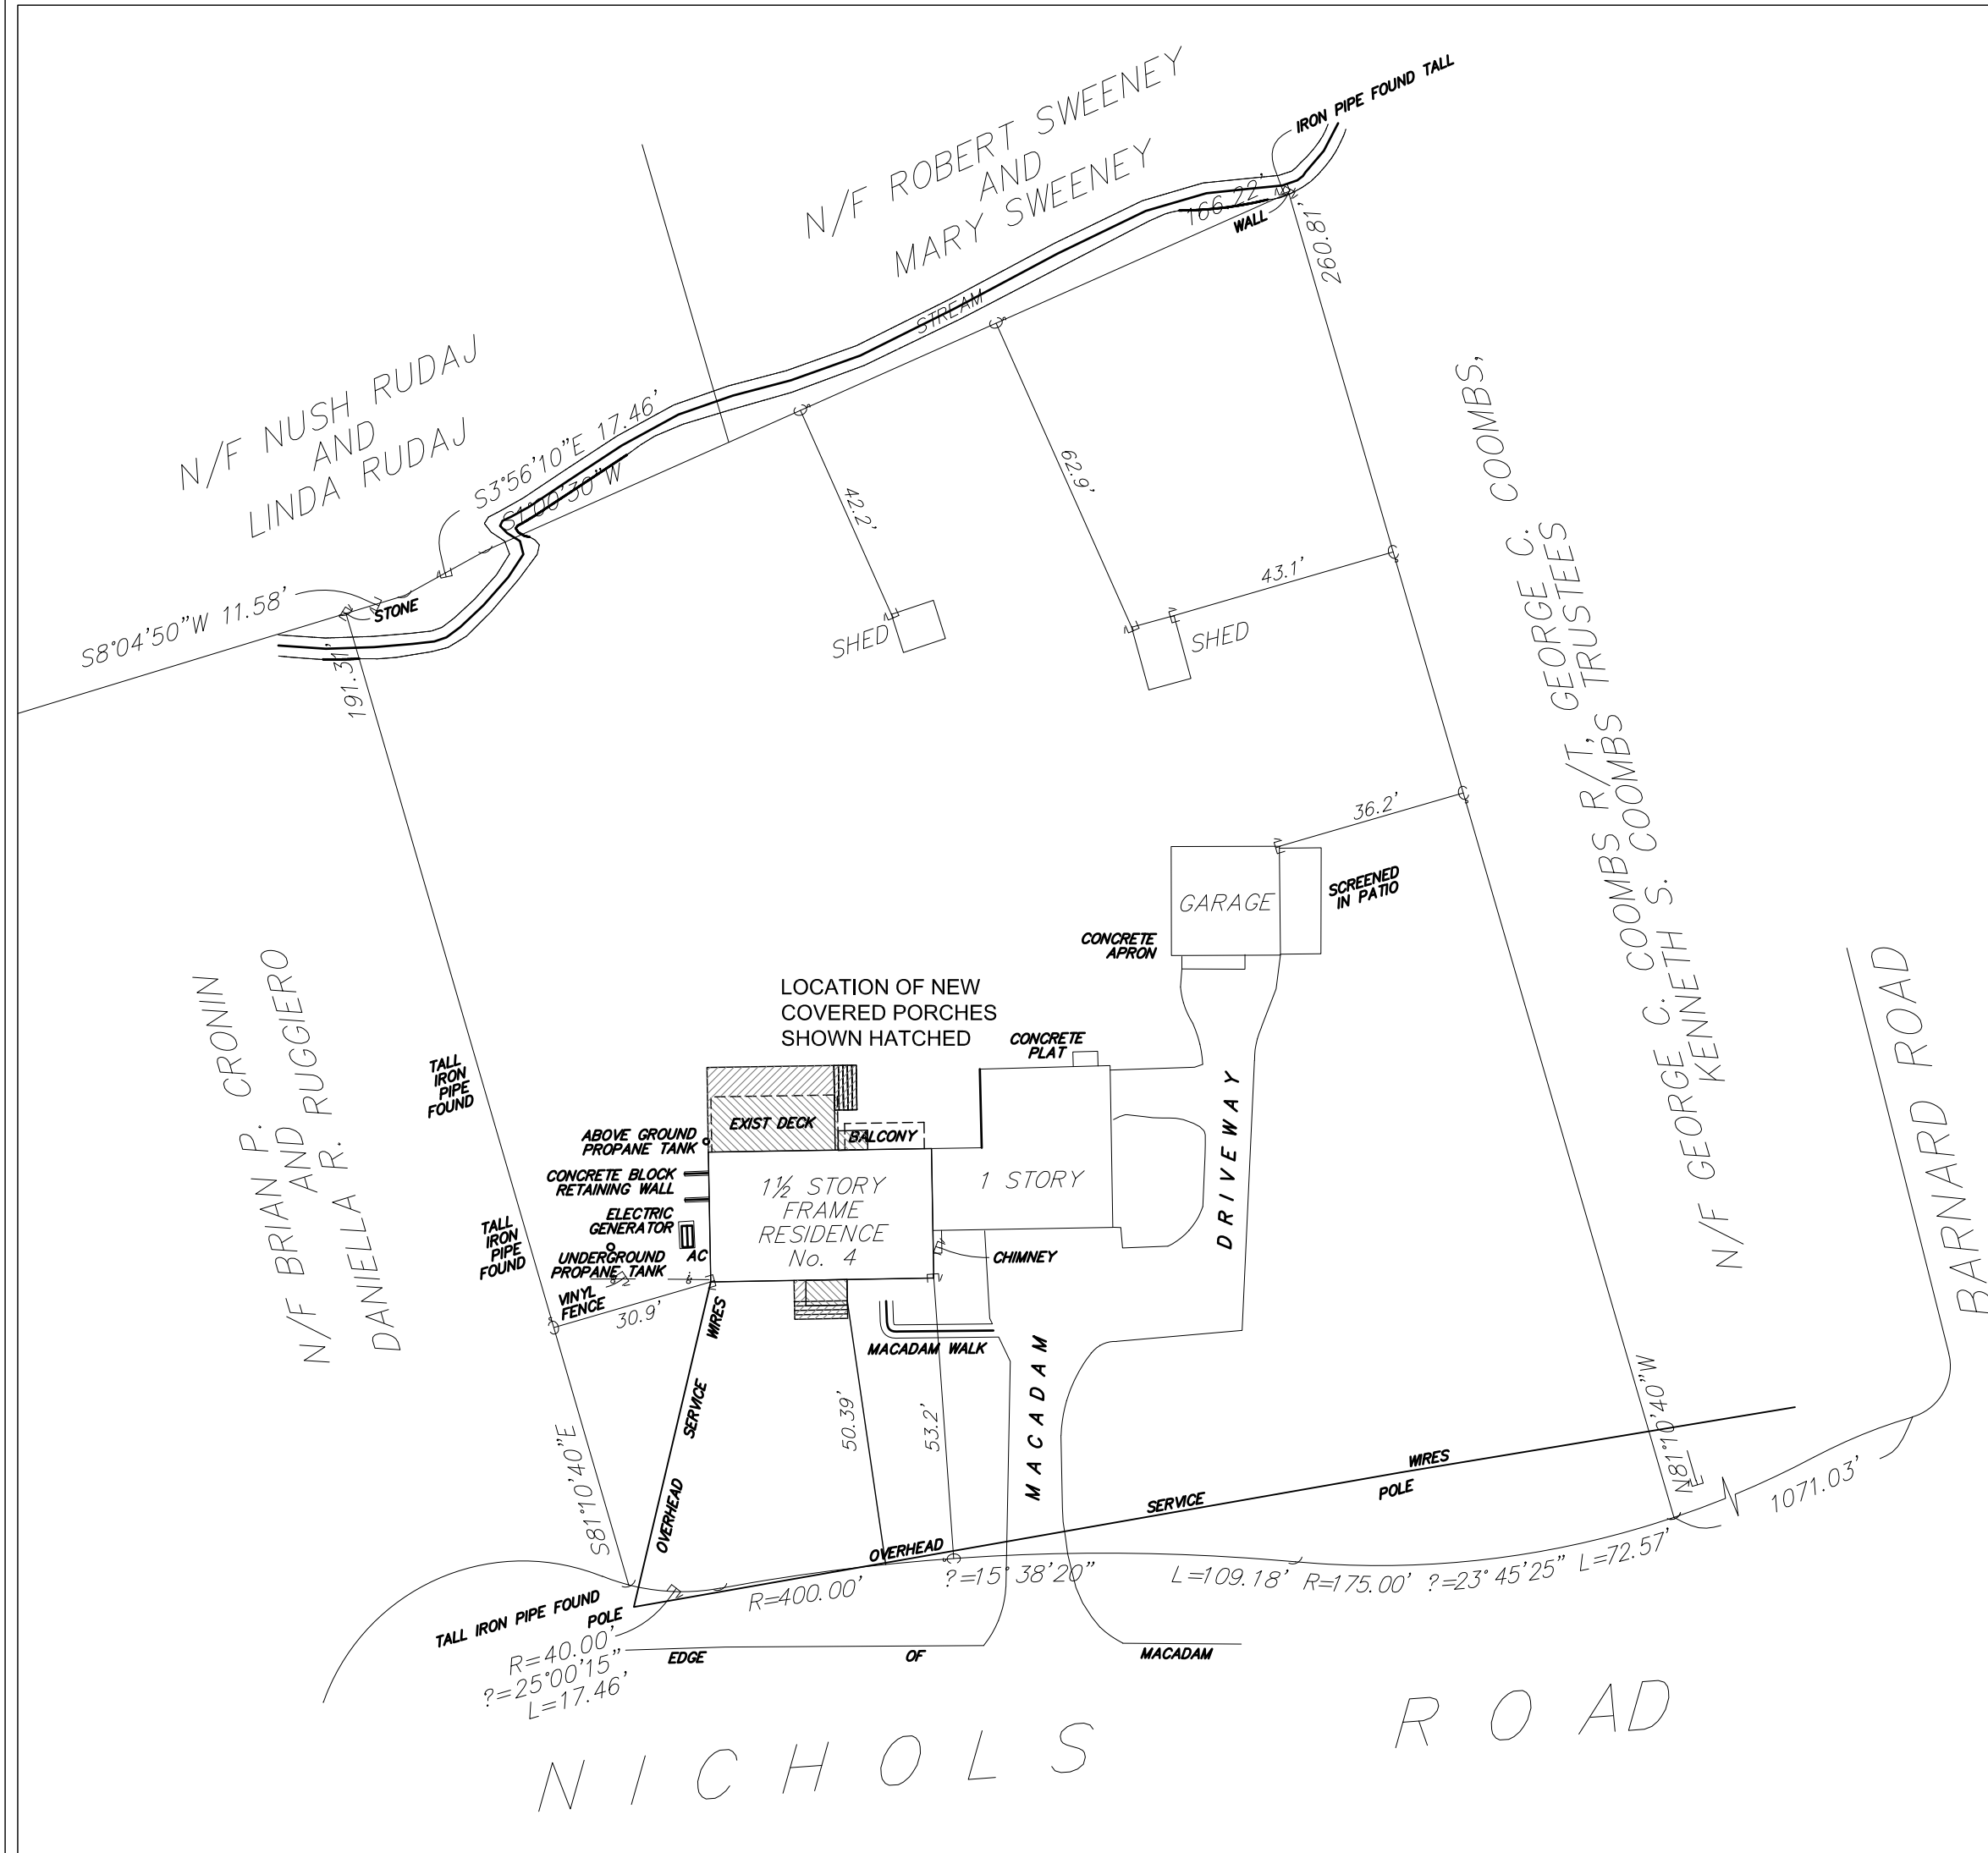 IRON PIPE FOUND TALL
N/F ROBERT SWEENEY
AND
MARY SWEENEY
166.22'
WALL
260.81'
STREAM
N/F NUSH RUDAJ
AND
LINDA RUDAJ
S3°56'10"E 17.46'
S1°00'30"W
S8°04'50"W 11.58'
STONE
191.31'
42.2'
62.9'
43.1'
SHED
SHED
36.2'
N/F GEORGE C. COOMBS R/T, GEORGE C. COOMBS,
KENNETH S. COOMBS TRUSTEES
GARAGE
SCREENED
IN PATIO
CONCRETE
APRON
BARNARD ROAD
N/F BRIAN P. CRONIN
AND
DANIELLA R. RUGGIERO
LOCATION OF NEW
COVERED PORCHES
SHOWN HATCHED
CONCRETE
PLAT
TALL
IRON
PIPE
FOUND
EXIST DECK
BALCONY
ABOVE GROUND
PROPANE TANK
CONCRETE BLOCK
RETAINING WALL
ELECTRIC
GENERATOR
AC
UNDERGROUND
PROPANE TANK
TALL
IRON
PIPE
FOUND
VINYL
FENCE
30.9'
1½ STORY
FRAME
RESIDENCE
No. 4
1 STORY
CHIMNEY
DRIVEWAY
MACADAM
MACADAM WALK
OVERHEAD SERVICE WIRES
50.39'
53.2'
S81°10'40"E
N81°10'40"W
OVERHEAD SERVICE WIRES
POLE
1071.03'
TALL IRON PIPE FOUND
POLE
R=40.00'
?=25°00'15"
L=17.46'
R=400.00'
?=15°38'20"
L=109.18'
R=175.00'
?=23°45'25"
L=72.57'
EDGE OF MACADAM
NICHOLS ROAD